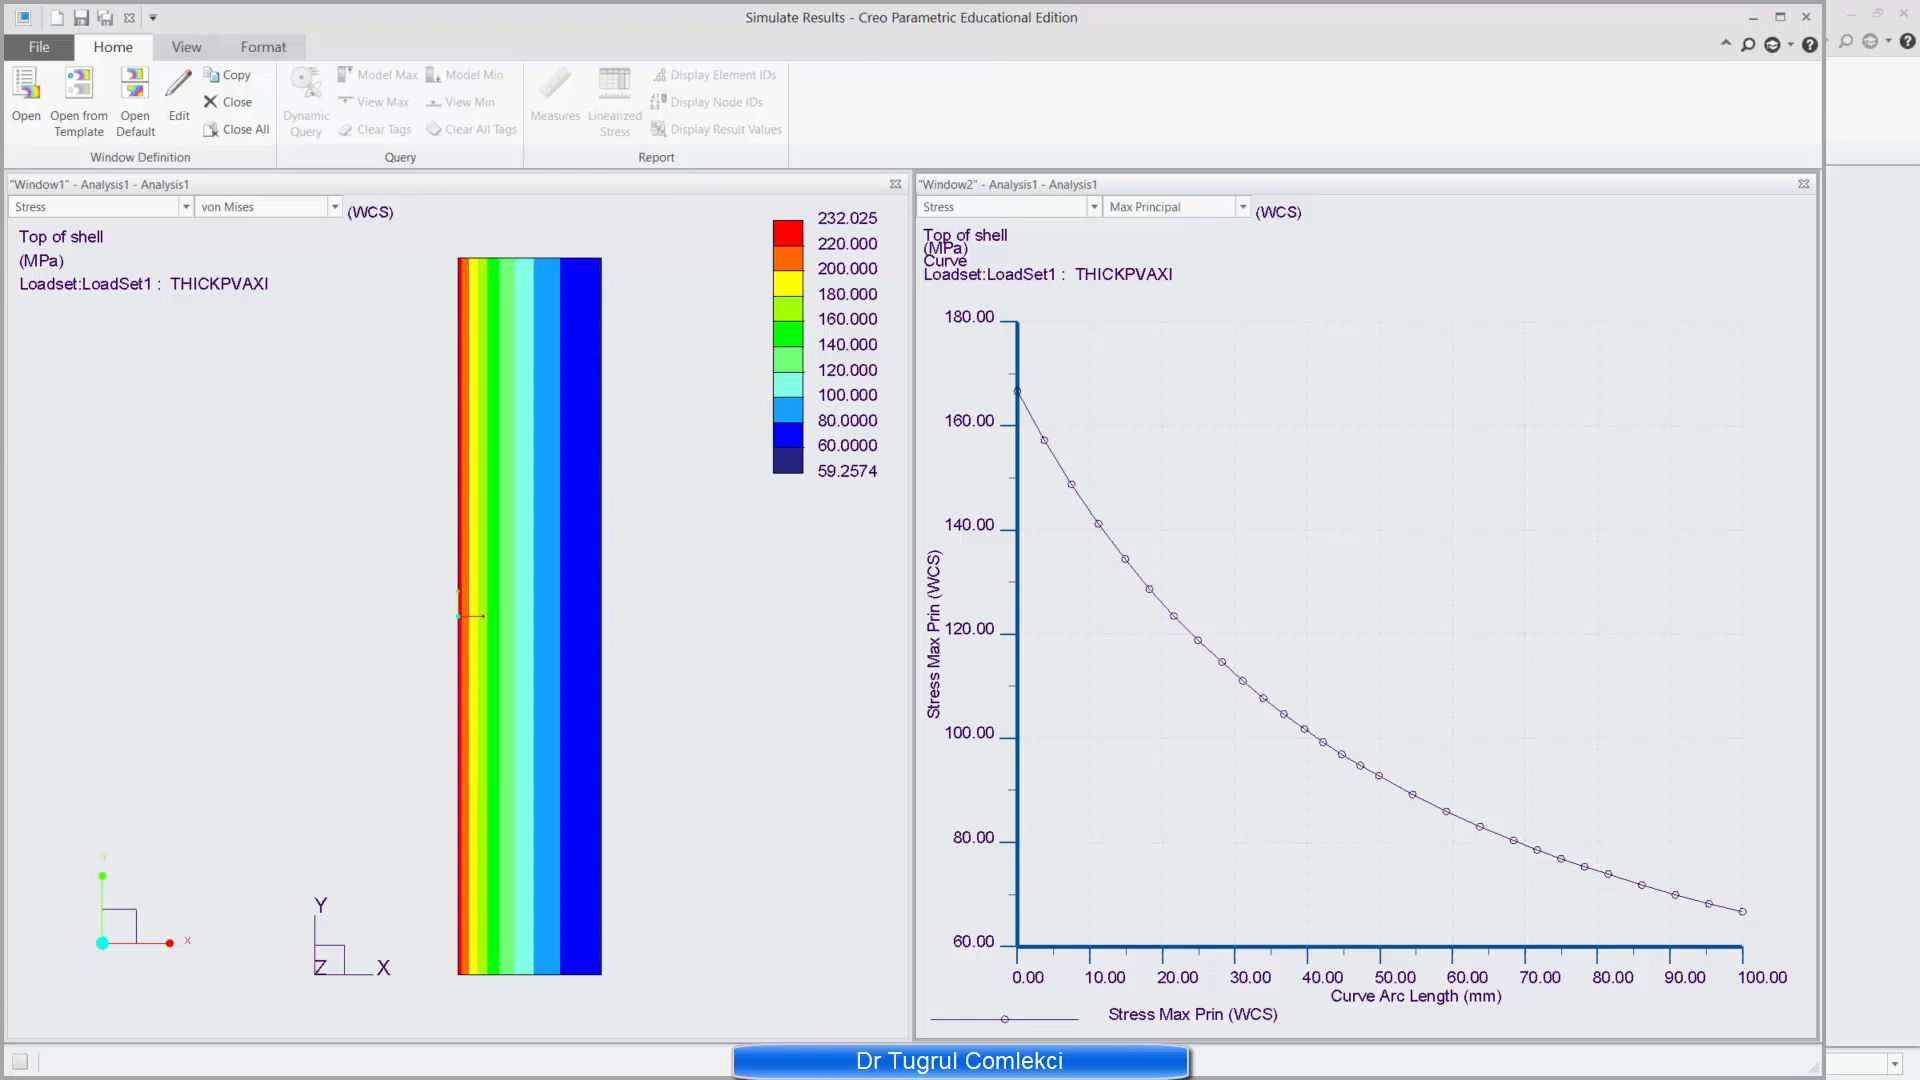 Simulate Results - Creo Parametric Educational Edition
File Home View Format
Open
Open from Template
Open Default
Edit
Copy
Close
Close All
Window Definition
Dynamic Query
Model Max
Model Min
View Max
View Min
Clear Tags
Clear All Tags
Query
Measures
Linearized Stress
Display Element IDs
Display Node IDs
Display Result Values
Report
"Window1" - Analysis1 - Analysis1
Stress von Mises (WCS)
Top of shell
(MPa)
Loadset:LoadSet1 : THICKPVAXI
232.025
220.000
200.000
180.000
160.000
140.000
120.000
100.000
80.0000
60.0000
59.2574
Y
x
Y
Z X
"Window2" - Analysis1 - Analysis1
Stress Max Principal (WCS)
Top of shell
(MPa)
Curve
Loadset:LoadSet1 : THICKPVAXI
180.00
160.00
140.00
120.00
100.00
80.00
60.00
Stress Max Prin (WCS)
0.00 10.00 20.00 30.00 40.00 50.00 60.00 70.00 80.00 90.00 100.00
Curve Arc Length (mm)
Stress Max Prin (WCS)
Dr Tugrul Comlekci